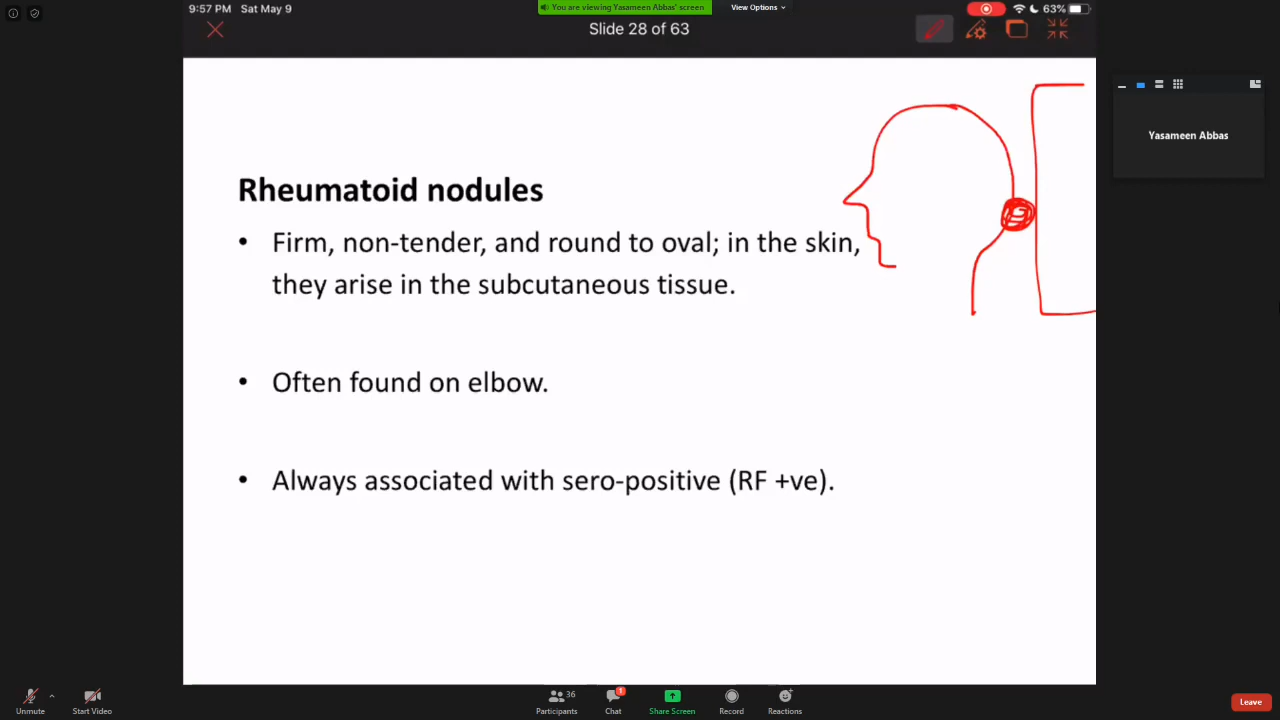 9:57 PM Sat May 9
You are viewing Yasameen Abbas' screen
View Options
63%
Slide 28 of 63
Yasameen Abbas
Rheumatoid nodules
• Firm, non-tender, and round to oval; in the skin,
they arise in the subcutaneous tissue.
• Often found on elbow.
• Always associated with sero-positive (RF +ve).
36
1
Unmute
Start Video
Participants
Chat
Share Screen
Record
Reactions
Leave